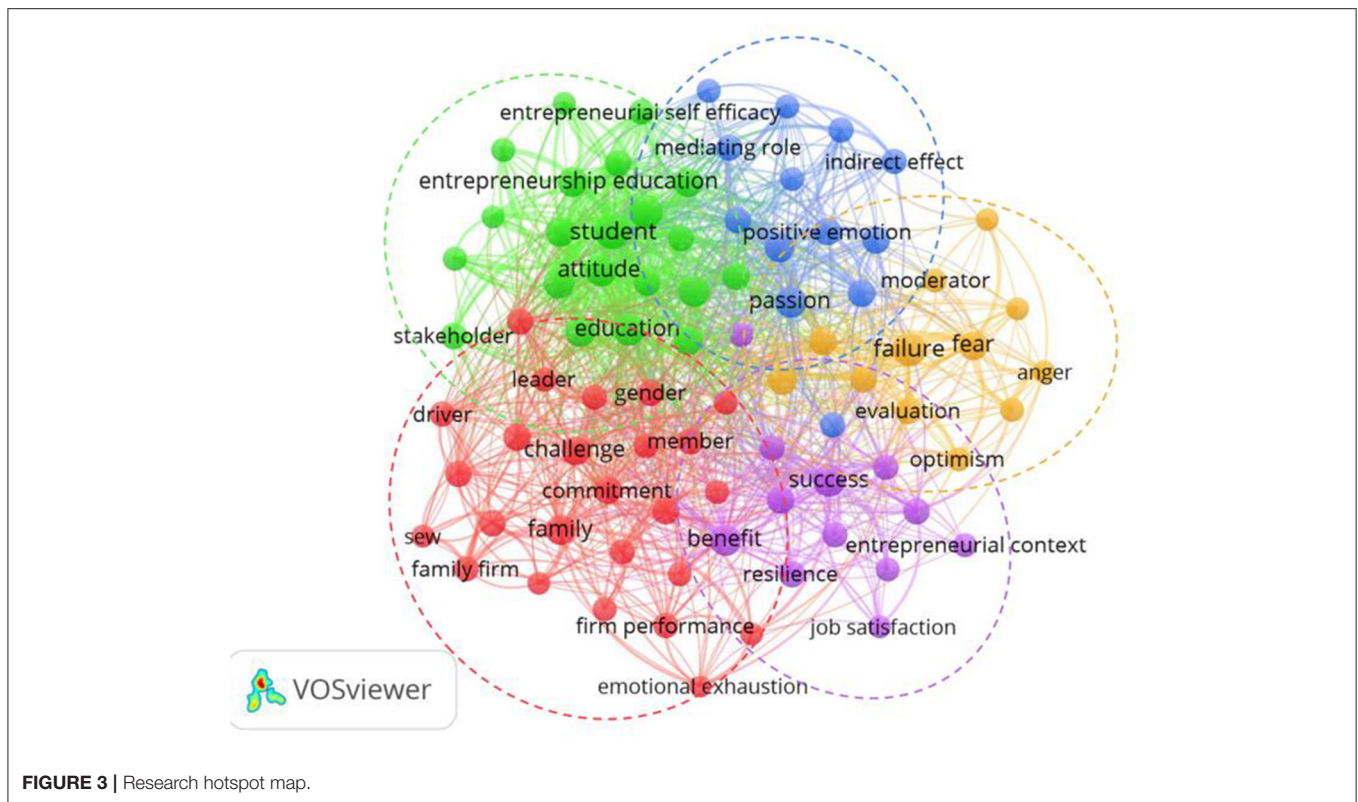 entrepreneurial self efficacy
mediating role
indirect effect
entrepreneurship education
student
positive emotion
attitude
moderator
passion
stakeholder
education
failure
fear
anger
leader
gender
driver
evaluation
challenge
member
optimism
success
commitment
family
sew
benefit
entrepreneurial context
family firm
resilience
firm performance
job satisfaction
emotional exhaustion
VOSviewer
FIGURE 3 | Research hotspot map.